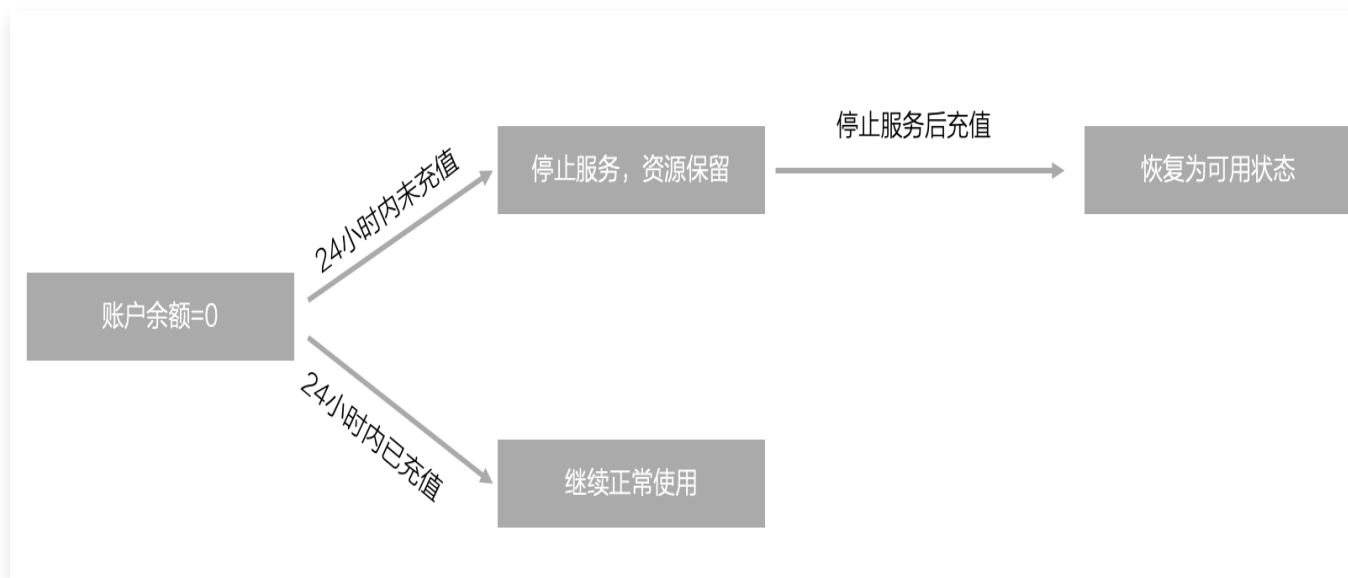 停止服务后充值
停止服务，资源保留
恢复为可用状态
24小时内未充值
账户余额=0
24小时内已充值
继续正常使用